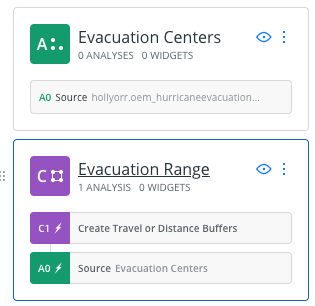 A
Evacuation Centers
0 ANALYSES 0 WIDGETS
A0 Source hollyorr.oem_hurricaneevacuation...
C
Evacuation Range
1 ANALYSIS 0 WIDGETS
C1 Create Travel or Distance Buffers
A0 Source Evacuation Centers